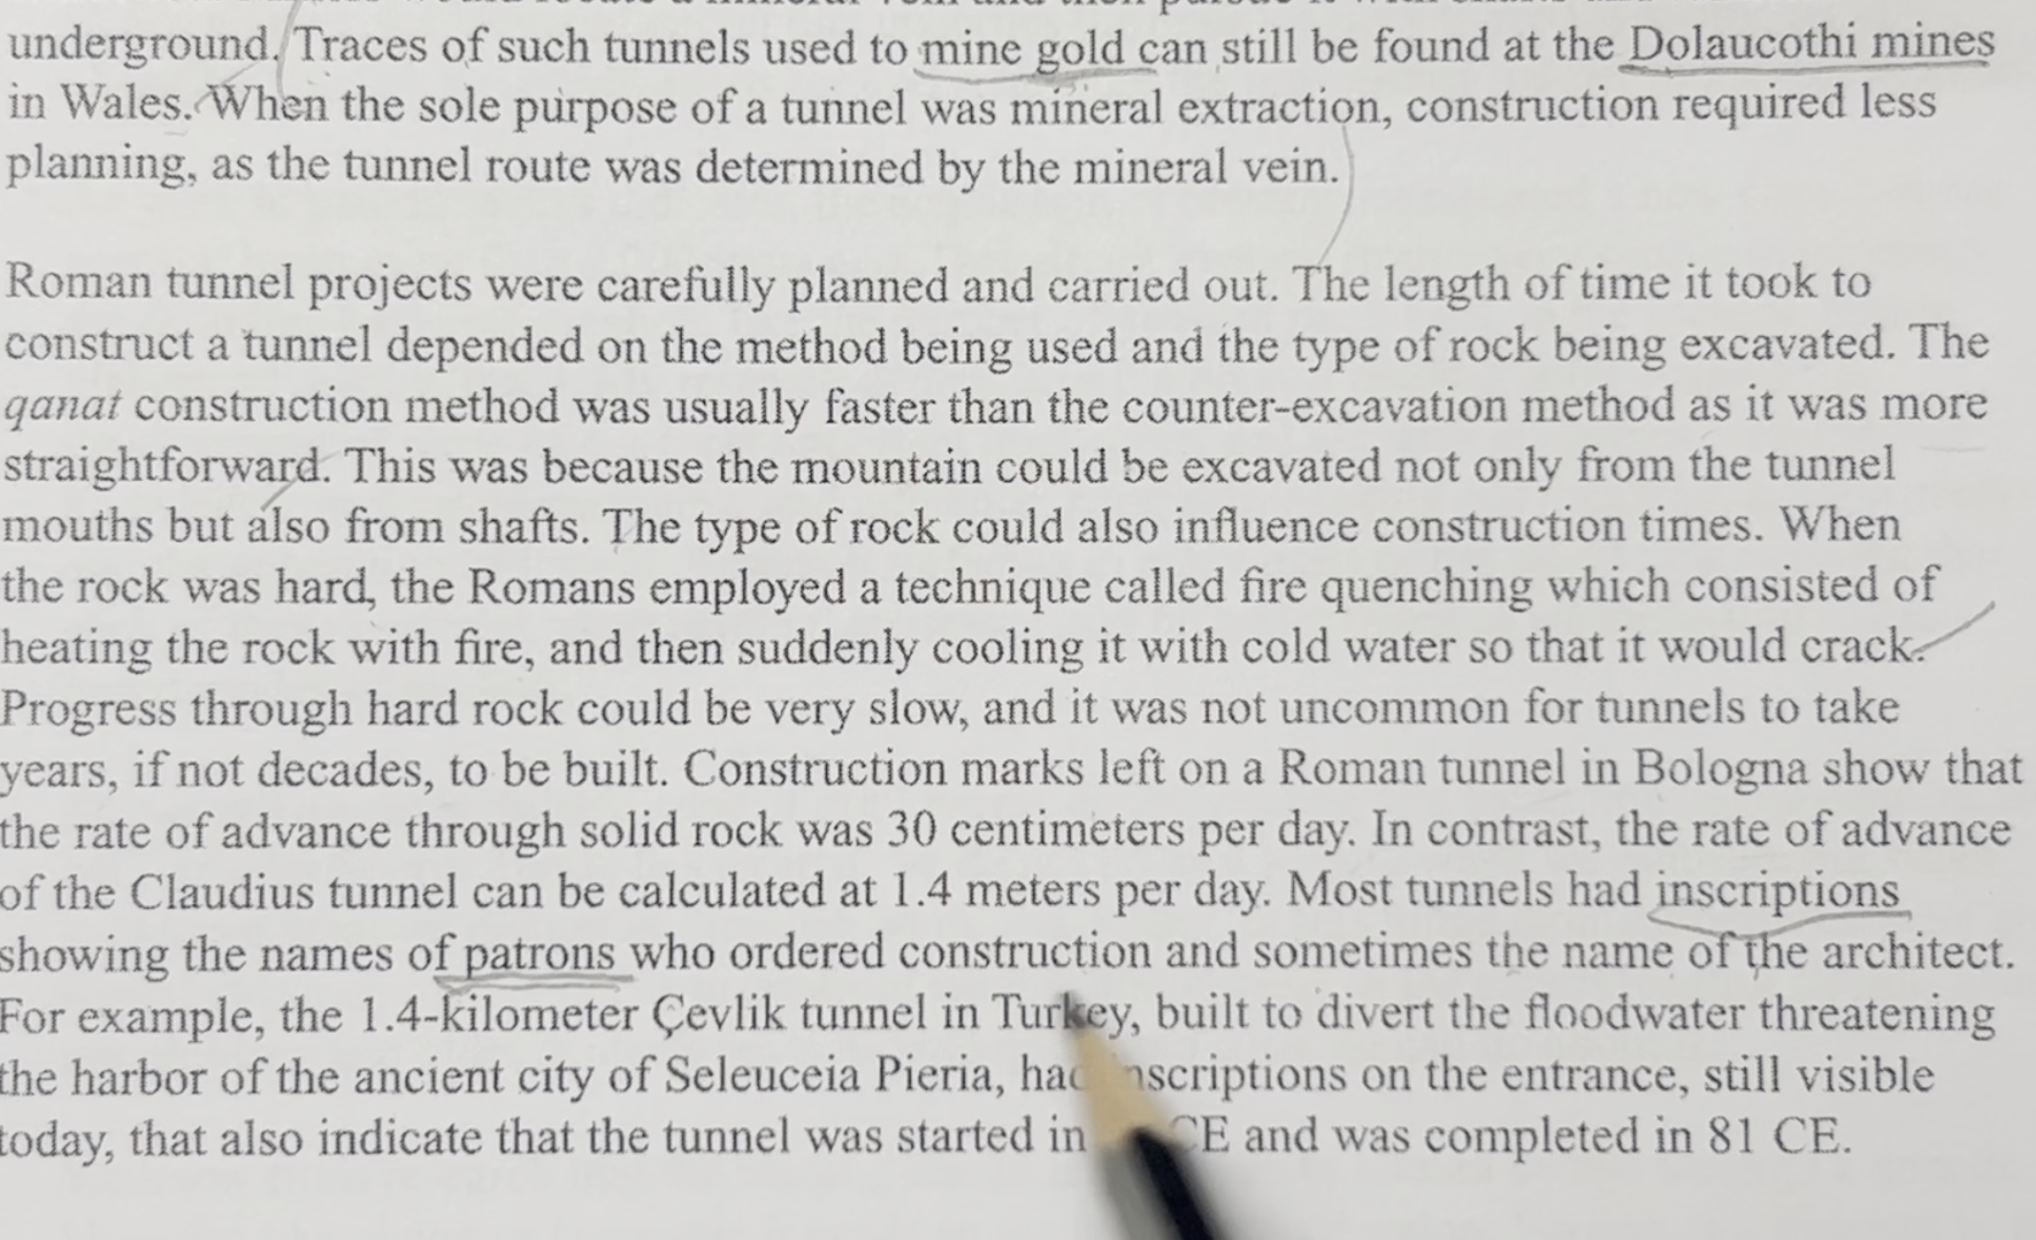 underground. Traces of such tunnels used to mine gold can still be found at the Dolaucothi mines
in Wales. When the sole purpose of a tunnel was mineral extraction, construction required less
planning, as the tunnel route was determined by the mineral vein.
Roman tunnel projects were carefully planned and carried out. The length of time it took to
construct a tunnel depended on the method being used and the type of rock being excavated. The
qanat construction method was usually faster than the counter-excavation method as it was more
straightforward. This was because the mountain could be excavated not only from the tunnel
mouths but also from shafts. The type of rock could also influence construction times. When
the rock was hard, the Romans employed a technique called fire quenching which consisted of
heating the rock with fire, and then suddenly cooling it with cold water so that it would crack.
Progress through hard rock could be very slow, and it was not uncommon for tunnels to take
years, if not decades, to be built. Construction marks left on a Roman tunnel in Bologna show that
the rate of advance through solid rock was 30 centimeters per day. In contrast, the rate of advance
of the Claudius tunnel can be calculated at 1.4 meters per day. Most tunnels had inscriptions
showing the names of patrons who ordered construction and sometimes the name of the architect.
For example, the 1.4-kilometer Çevlik tunnel in Turkey, built to divert the floodwater threatening
the harbor of the ancient city of Seleuceia Pieria, had inscriptions on the entrance, still visible
today, that also indicate that the tunnel was started in CE and was completed in 81 CE.